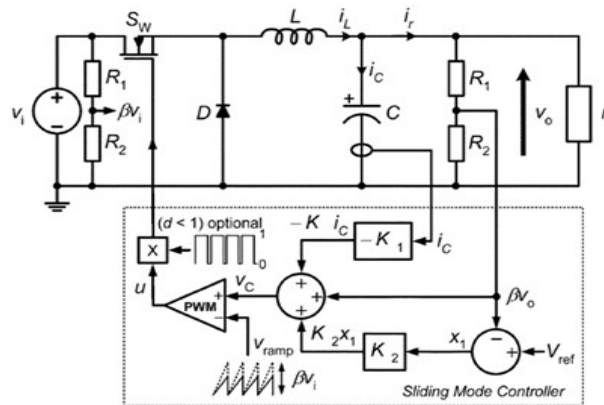 S_W
L
i_L
i_r
R_1
βv_i
R_2
v_i
D
i_C
+
C
R_1
R_2
v_o
(d < 1) optional
1
0
X
u
PWM
+
−
v_C
v_ramp
βv_i
−K i_C
−K_1
i_C
+
+
+
βv_o
K_2x_1
K_2
x_1
−
+
V_ref
Sliding Mode Controller